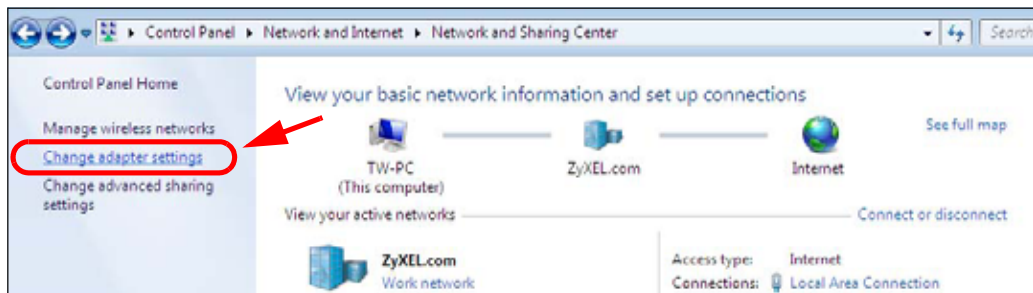 Control Panel ▸ Network and Internet ▸ Network and Sharing Center
Search
Control Panel Home
Manage wireless networks
Change adapter settings
Change advanced sharing
settings
View your basic network information and set up connections
See full map
TW-PC
(This computer)
ZyXEL.com
Internet
View your active networks
Connect or disconnect
ZyXEL.com
Work network
Access type: Internet
Connections: Local Area Connection